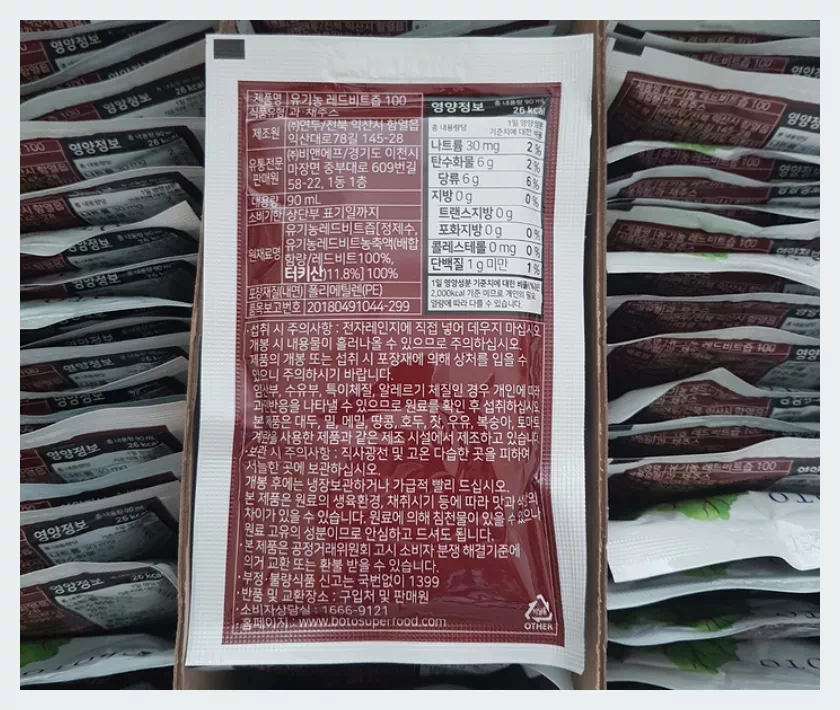 제품명 유기농 레드비트즙 100
식품유형 과·채주스
제조원 ㈜연두/전북 익산시 함열읍
익산대로78길 145-28
유통전문
판매원
㈜비앤에프/경기도 이천시
마장면 중부대로 609번길
58-22, 1동 1층
내용량 90 mL
소비기한 상단부 표기일까지
원재료명
유기농레드비트즙[정제수,
유기농레드비트농축액(배합
함량/레드비트100%,
터키산)11.8%]100%
포장재질(내면) 폴리에틸렌(PE)
품목보고번호 20180491044-299
영양정보 총 내용량 90 mL
26 kcal
총 내용량당 1일 영양성분
기준치에 대한 비율
나트륨 30 mg 2 %
탄수화물 6 g 2 %
당류 6 g 6 %
지방 0 g 0 %
트랜스지방 0 g
포화지방 0 g 0 %
콜레스테롤 0 mg 0 %
단백질 1 g 미만 1 %
1일 영양성분 기준치에 대한 비율(%)은
2,000kcal 기준 이므로 개인의 필요
열량에 따라 다를 수 있습니다.
·섭취 시 주의사항 : 전자레인지에 직접 넣어 데우지 마십시오.
개봉 시 내용물이 흘러나올 수 있으므로 주의하십시오.
제품의 개봉 또는 섭취 시 포장재에 의해 상처를 입을 수
있으니 주의하시기 바랍니다.
임산부, 수유부, 특이체질, 알레르기 체질인 경우 개인에 따라
과민반응을 나타낼 수 있으므로 원료를 확인 후 섭취하십시오.
본 제품은 대두, 밀, 메밀, 땅콩, 호두, 잣, 우유, 복숭아, 토마토,
계란을 사용한 제품과 같은 제조 시설에서 제조하고 있습니다.
·보관 시 주의사항 : 직사광선 및 고온 다습한 곳을 피하여
서늘한 곳에 보관하십시오.
개봉 후에는 냉장보관하거나 가급적 빨리 드십시오.
·본 제품은 원료의 생육환경, 채취시기 등에 따라 맛과 색의
차이가 있을 수 있습니다. 원료에 의해 침전물이 있을 수 있으나
원료 고유의 성분이므로 안심하고 드셔도 됩니다.
·본 제품은 공정거래위원회 고시 소비자 분쟁 해결기준에
의거 교환 또는 환불 받을 수 있습니다.
·부정·불량식품 신고는 국번없이 1399
·반품 및 교환장소 : 구입처 및 판매원
·소비자상담실 : 1666-9121
·홈페이지 : www.botosuperfood.com
OTHER